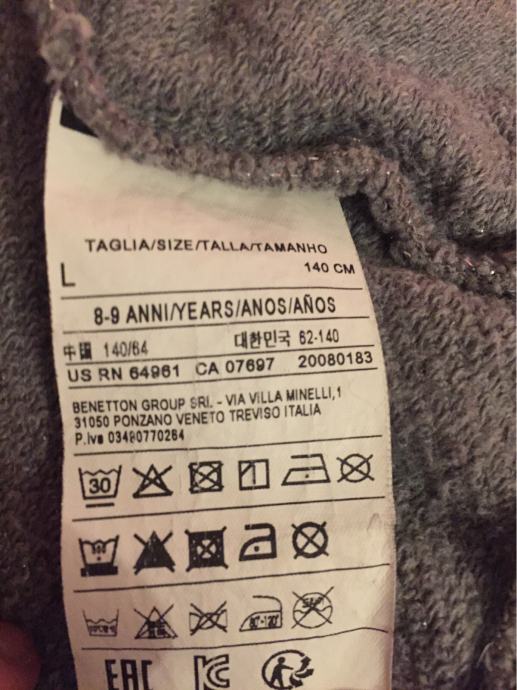 TAGLIA/SIZE/TALLA/TAMANHO
L 140 CM
8-9 ANNI/YEARS/ANOS/AÑOS
中国 140/64 대한민국 62-140
US RN 64961 CA 07697 20080183
BENETTON GROUP SRL - VIA VILLA MINELLI,1
31050 PONZANO VENETO TREVISO ITALIA
P.Iva 03490770264
30
EAC